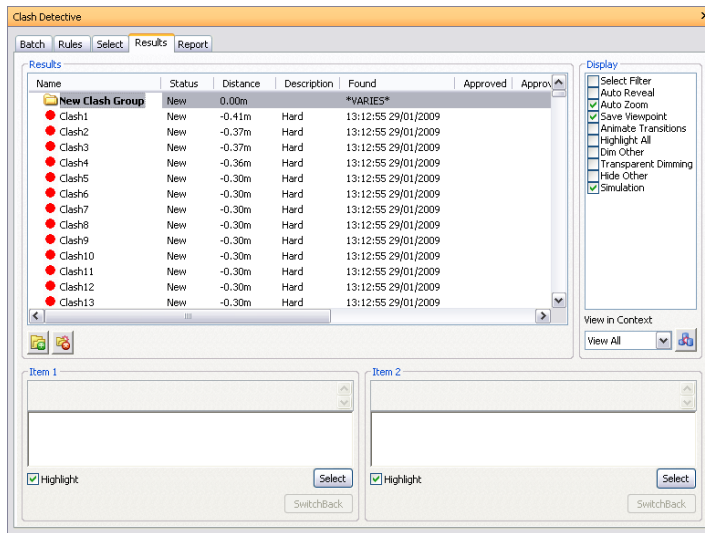 Clash Detective
Batch Rules Select Results Report
Results
Name Status Distance Description Found Approved
New Clash Group New 0.00m *VARIES*
Clash1 New -0.41m Hard 13:12:55 29/01/2009
Clash2 New -0.37m Hard 13:12:55 29/01/2009
Clash3 New -0.37m Hard 13:12:55 29/01/2009
Clash4 New -0.36m Hard 13:12:55 29/01/2009
Clash5 New -0.30m Hard 13:12:55 29/01/2009
Clash6 New -0.30m Hard 13:12:55 29/01/2009
Clash7 New -0.30m Hard 13:12:55 29/01/2009
Clash8 New -0.30m Hard 13:12:55 29/01/2009
Clash9 New -0.30m Hard 13:12:55 29/01/2009
Clash10 New -0.30m Hard 13:12:55 29/01/2009
Clash11 New -0.30m Hard 13:12:55 29/01/2009
Clash12 New -0.30m Hard 13:12:55 29/01/2009
Clash13 New -0.30m Hard 13:12:55 29/01/2009
Display
Select Filter
Auto Reveal
Auto Zoom
Save Viewpoint
Animate Transitions
Highlight All
Dim Other
Transparent Dimming
Hide Other
Simulation
View in Context
View All
Item 1
Highlight Select
SwitchBack
Item 2
Highlight Select
SwitchBack